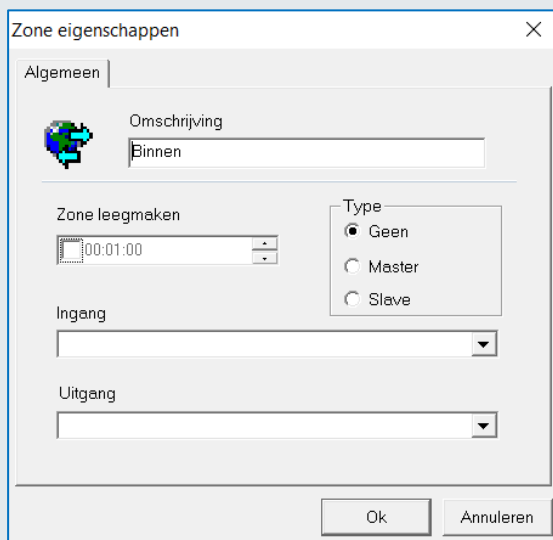 Zone eigenschappen
Algemeen
Omschrijving
Binnen
Zone leegmaken
00:01:00
Type
Geen
Master
Slave
Ingang
Uitgang
Ok
Annuleren